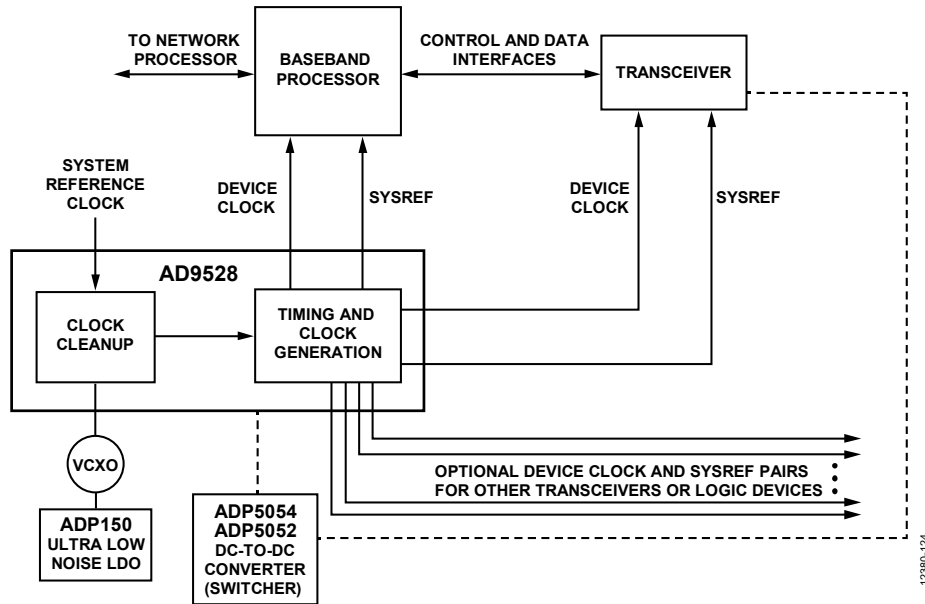 TO NETWORK
PROCESSOR
BASEBAND
PROCESSOR
CONTROL AND DATA
INTERFACES
TRANSCEIVER
SYSTEM
REFERENCE
CLOCK
DEVICE
CLOCK
SYSREF
DEVICE
CLOCK
SYSREF
AD9528
CLOCK
CLEANUP
TIMING AND
CLOCK
GENERATION
VCXO
ADP150
ULTRA LOW
NOISE LDO
ADP5054
ADP5052
DC-TO-DC
CONVERTER
(SWITCHER)
OPTIONAL DEVICE CLOCK AND SYSREF PAIRS
FOR OTHER TRANSCEIVERS OR LOGIC DEVICES
12380-124